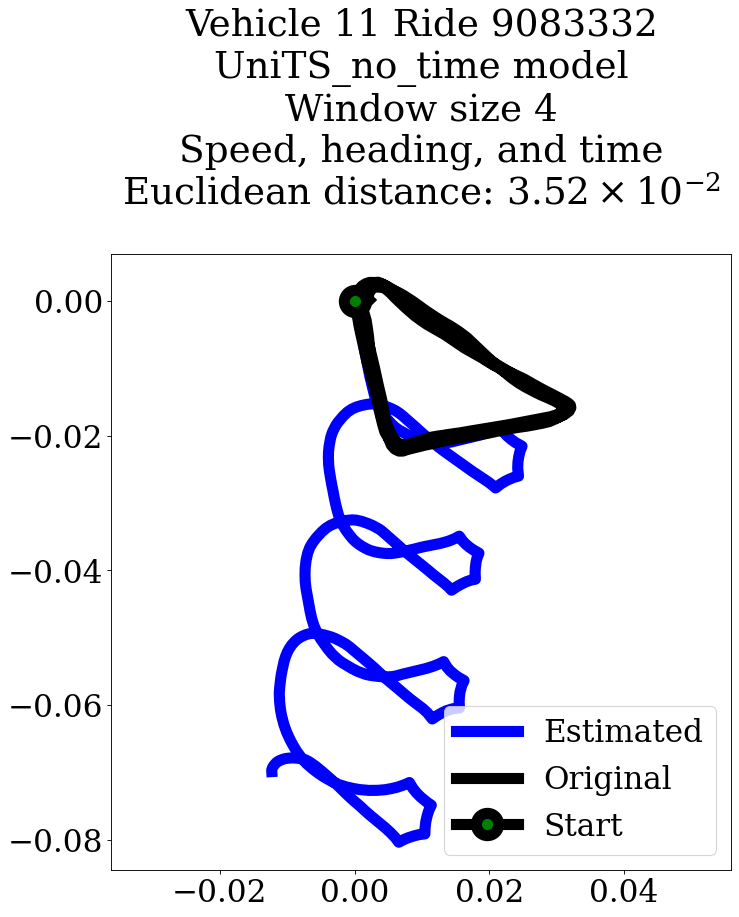 Vehicle 11 Ride 9083332
UniTS_no_time model
Window size 4
Speed, heading, and time
Euclidean distance: 3.52 × 10⁻²
0.00
−0.02
−0.04
−0.06
−0.08
Estimated
Original
Start
−0.02 0.00 0.02 0.04